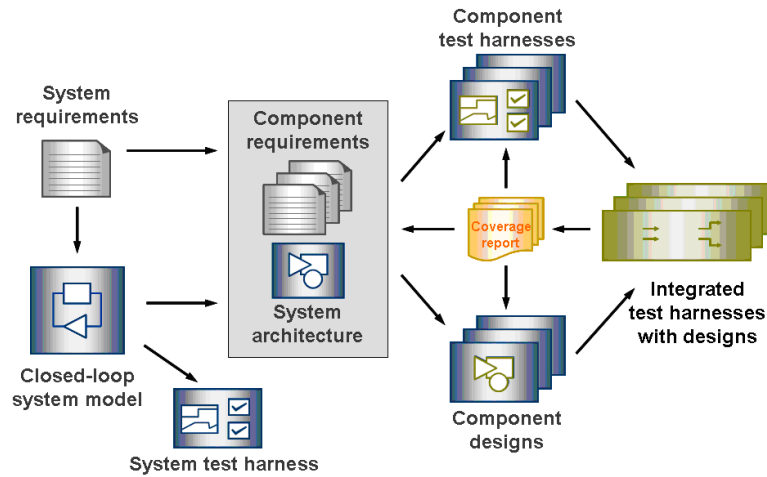 Component
test harnesses
System
requirements
Component
requirements
Coverage
report
System
architecture
Integrated
test harnesses
with designs
Closed-loop
system model
Component
designs
System test harness